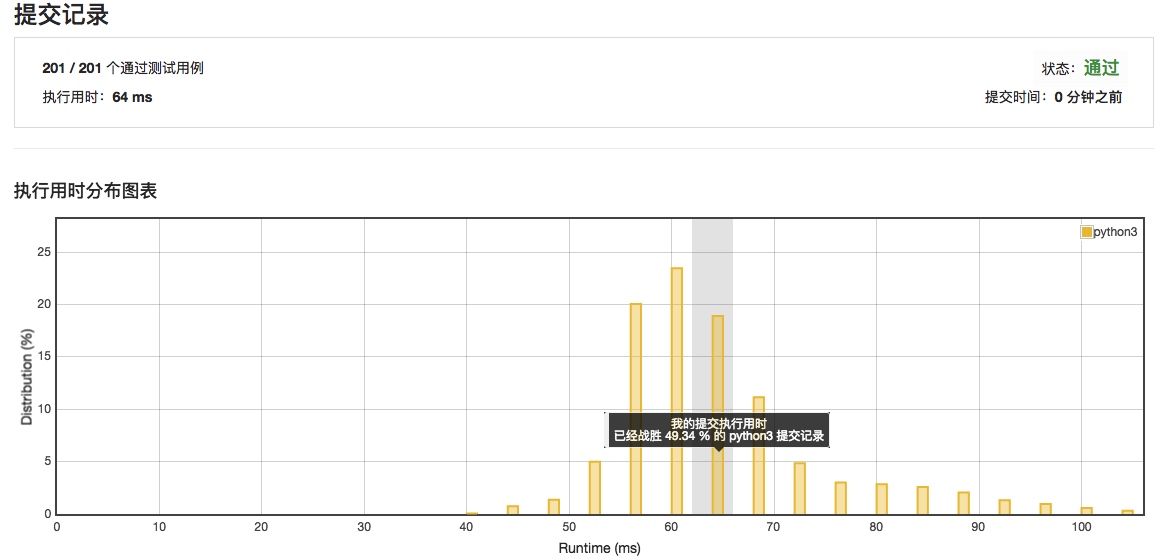 提交记录
201 / 201 个通过测试用例
状态：通过
执行用时：64 ms
提交时间：0 分钟之前
执行用时分布图表
python3
25
20
15
10
5
0
Distribution (%)
我的提交执行用时
已经战胜 49.34 % 的 python3 提交记录
0 10 20 30 40 50 60 70 80 90 100
Runtime (ms)